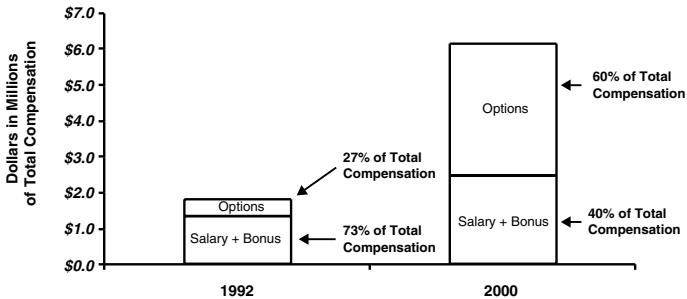 Dollars in Millions
of Total Compensation
$7.0
$6.0
$5.0
$4.0
$3.0
$2.0
$1.0
$0.0
Options
Salary + Bonus
27% of Total
Compensation
73% of Total
Compensation
Options
Salary + Bonus
60% of Total
Compensation
40% of Total
Compensation
1992
2000